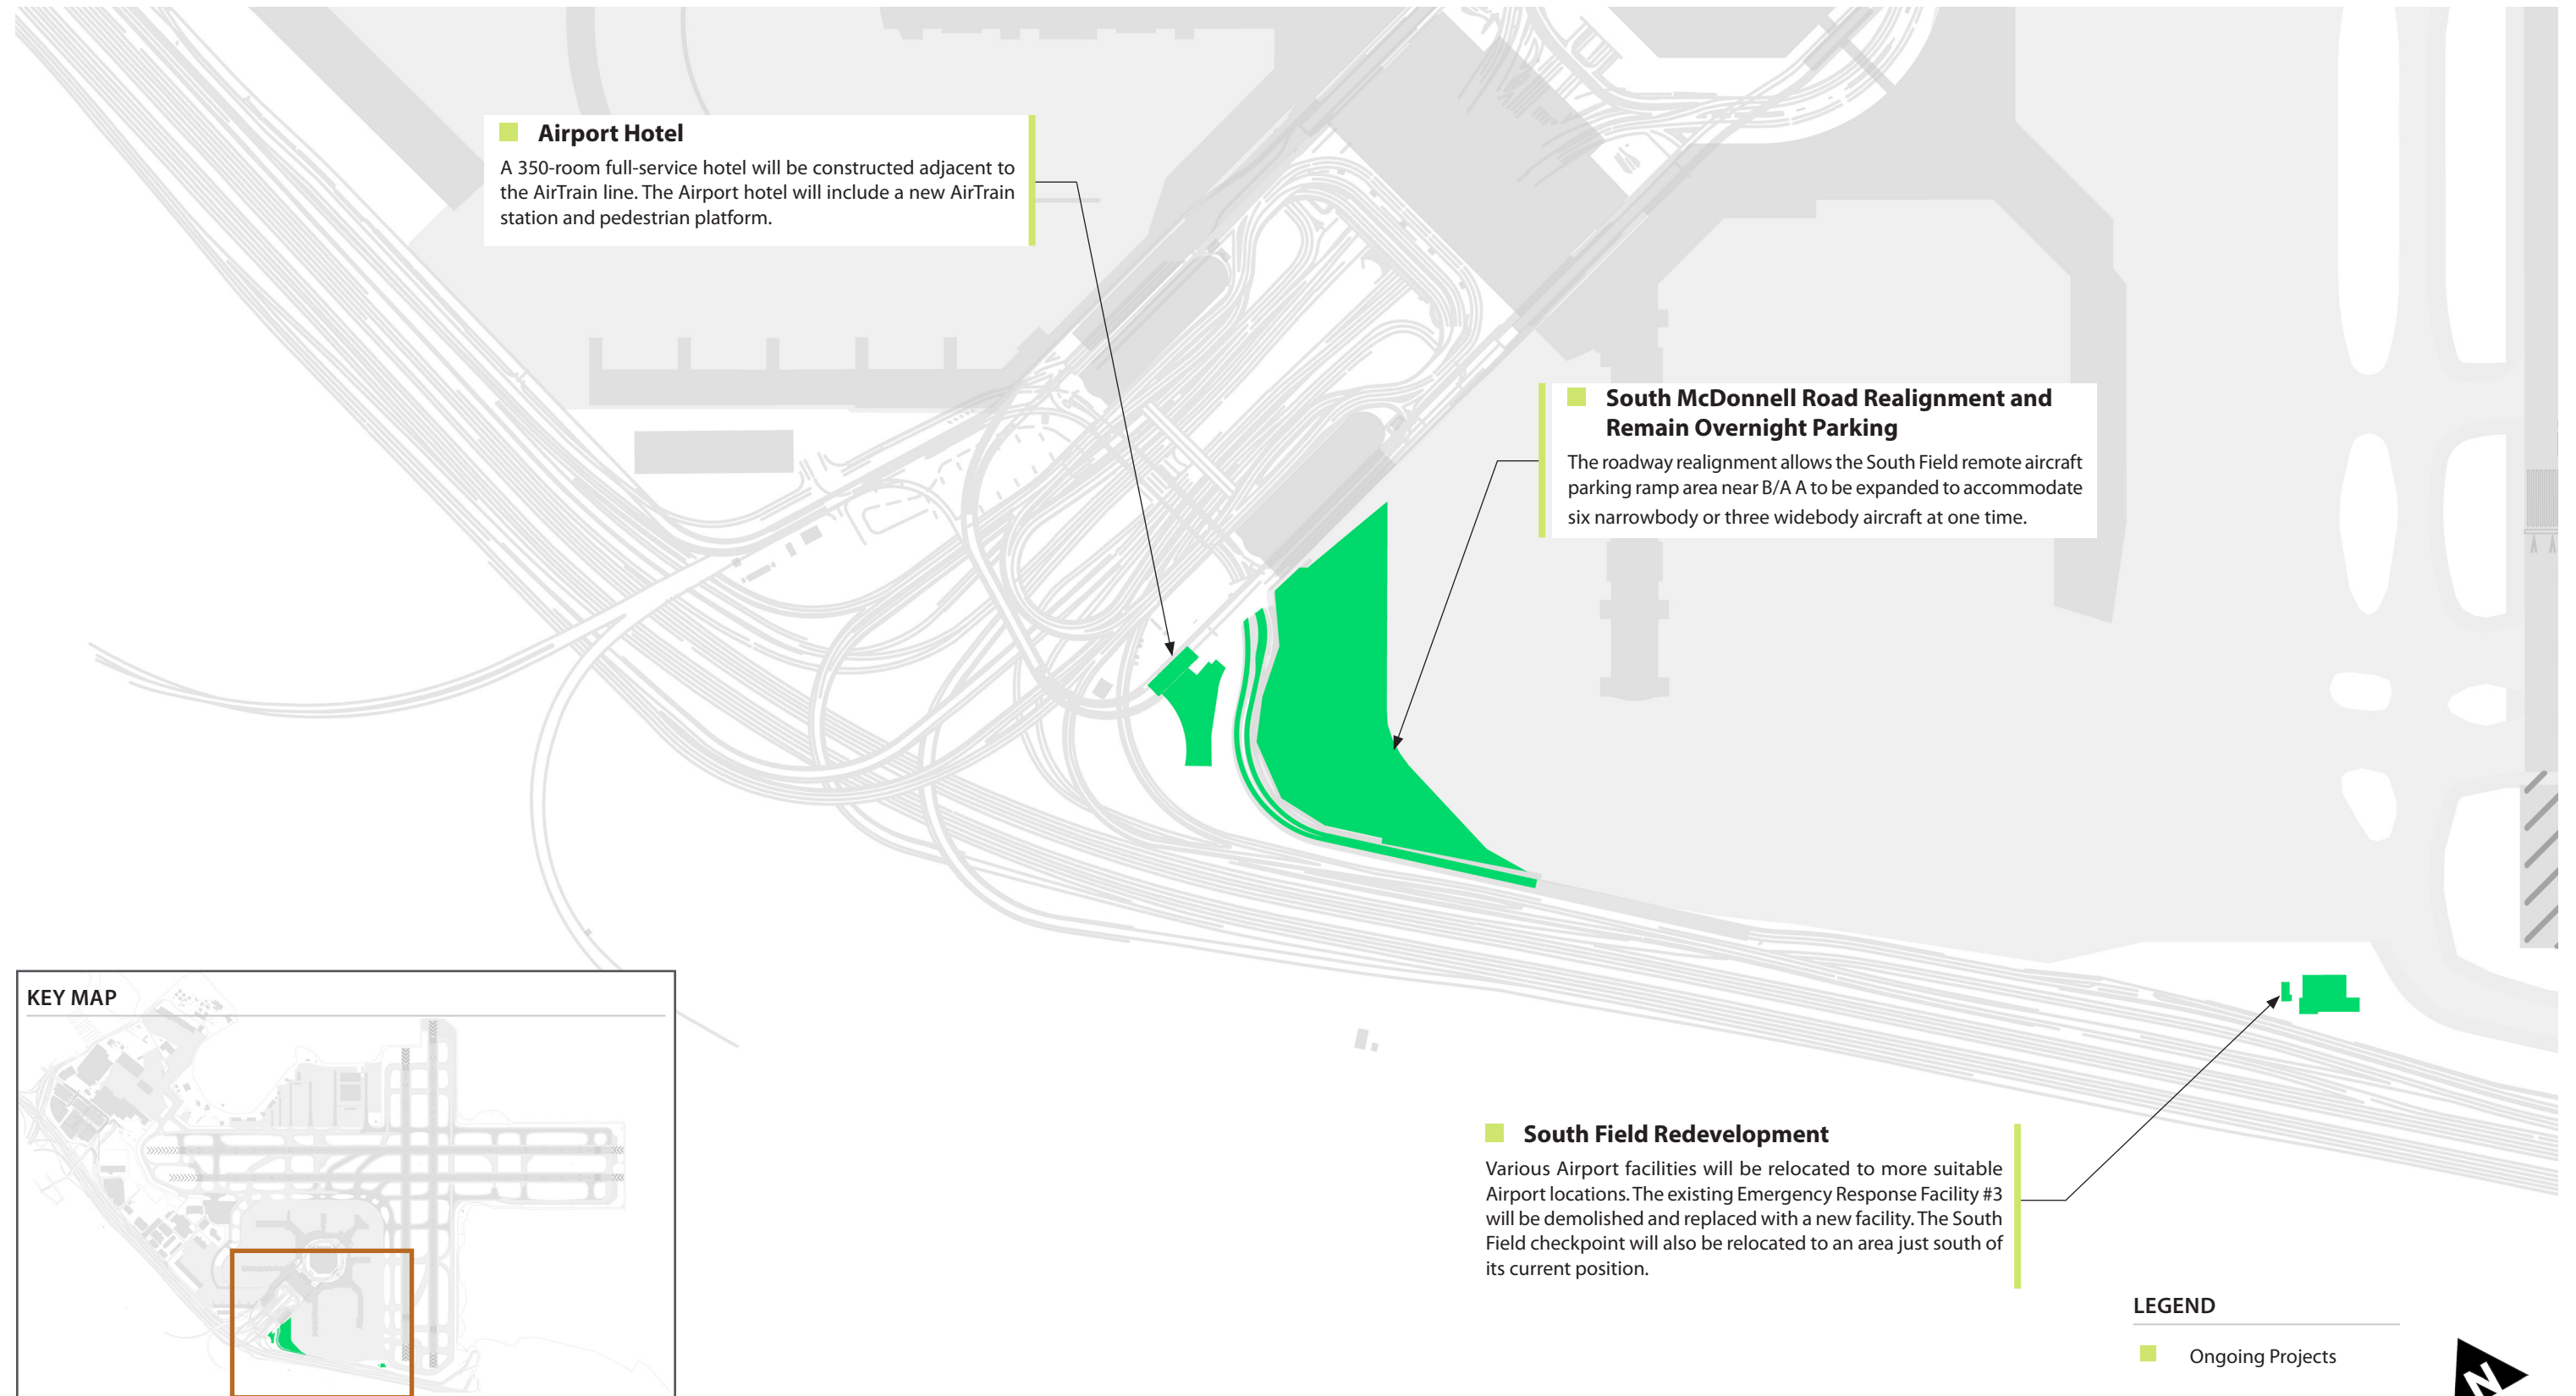 Airport Hotel
A 350-room full-service hotel will be constructed adjacent to
the AirTrain line. The Airport hotel will include a new AirTrain
station and pedestrian platform.
South McDonnell Road Realignment and
Remain Overnight Parking
The roadway realignment allows the South Field remote aircraft
parking ramp area near B/A A to be expanded to accommodate
six narrowbody or three widebody aircraft at one time.
KEY MAP
South Field Redevelopment
Various Airport facilities will be relocated to more suitable
Airport locations. The existing Emergency Response Facility #3
will be demolished and replaced with a new facility. The South
Field checkpoint will also be relocated to an area just south of
its current position.
LEGEND
Ongoing Projects
N